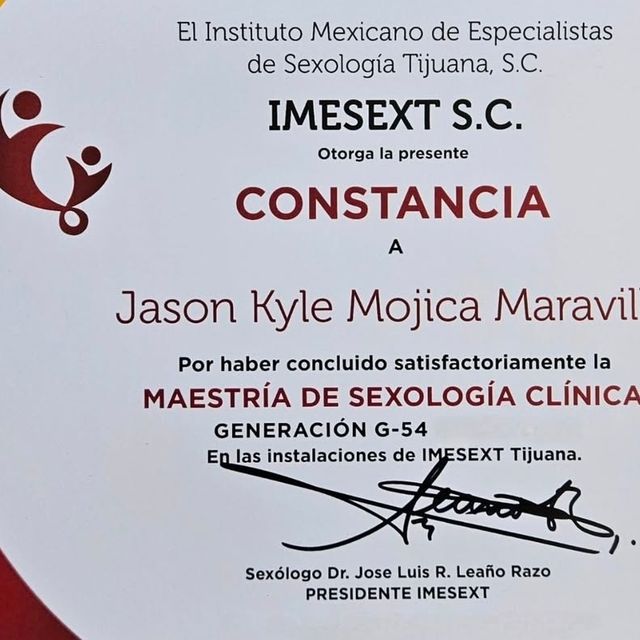 El Instituto Mexicano de Especialistas
de Sexología Tijuana, S.C.
IMESEXT S.C.
Otorga la presente
CONSTANCIA
A
Jason Kyle Mojica Maravil
Por haber concluido satisfactoriamente la
MAESTRÍA DE SEXOLOGÍA CLÍNICA
GENERACIÓN G-54
En las instalaciones de IMESEXT Tijuana.
Sexólogo Dr. Jose Luis R. Leaño Razo
PRESIDENTE IMESEXT